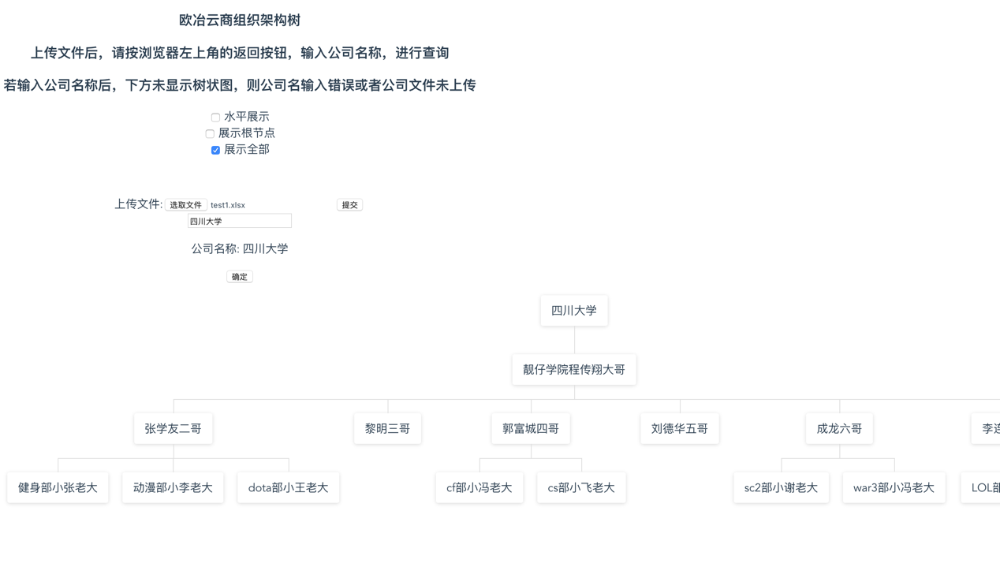 欧冶云商组织架构树
上传文件后，请按浏览器左上角的返回按钮，输入公司名称，进行查询
若输入公司名称后，下方未显示树状图，则公司名输入错误或者公司文件未上传
水平展示
展示根节点
展示全部
上传文件: 选取文件 test1.xlsx 提交
四川大学
公司名称: 四川大学
确定
四川大学
靓仔学院程传翔大哥
张学友二哥 黎明三哥 郭富城四哥 刘德华五哥 成龙六哥 李连
健身部小张老大 动漫部小李老大 dota部小王老大 cf部小冯老大 cs部小飞老大 sc2部小谢老大 war3部小冯老大 LOL部